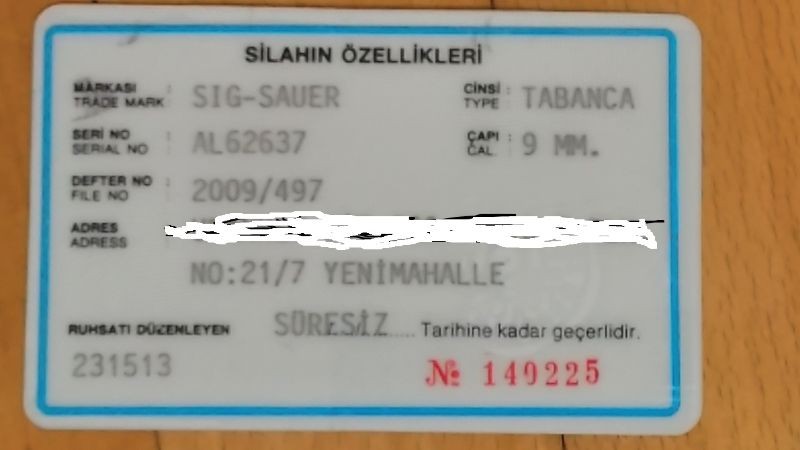 SİLAHIN ÖZELLİKLERİ
MARKASI : SIG-SAUER CİNSİ : TABANCA
TRADE MARK TYPE
SERİ NO : AL62637 ÇAPI : 9 MM.
SERIAL NO CAL.
DEFTER NO : 2009/497
FILE NO
ADRES
ADRESS
NO:21/7 YENİMAHALLE
RUHSATI DÜZENLEYEN SÜRESİZ ..... Tarihine kadar geçerlidir.
231513 № 149225